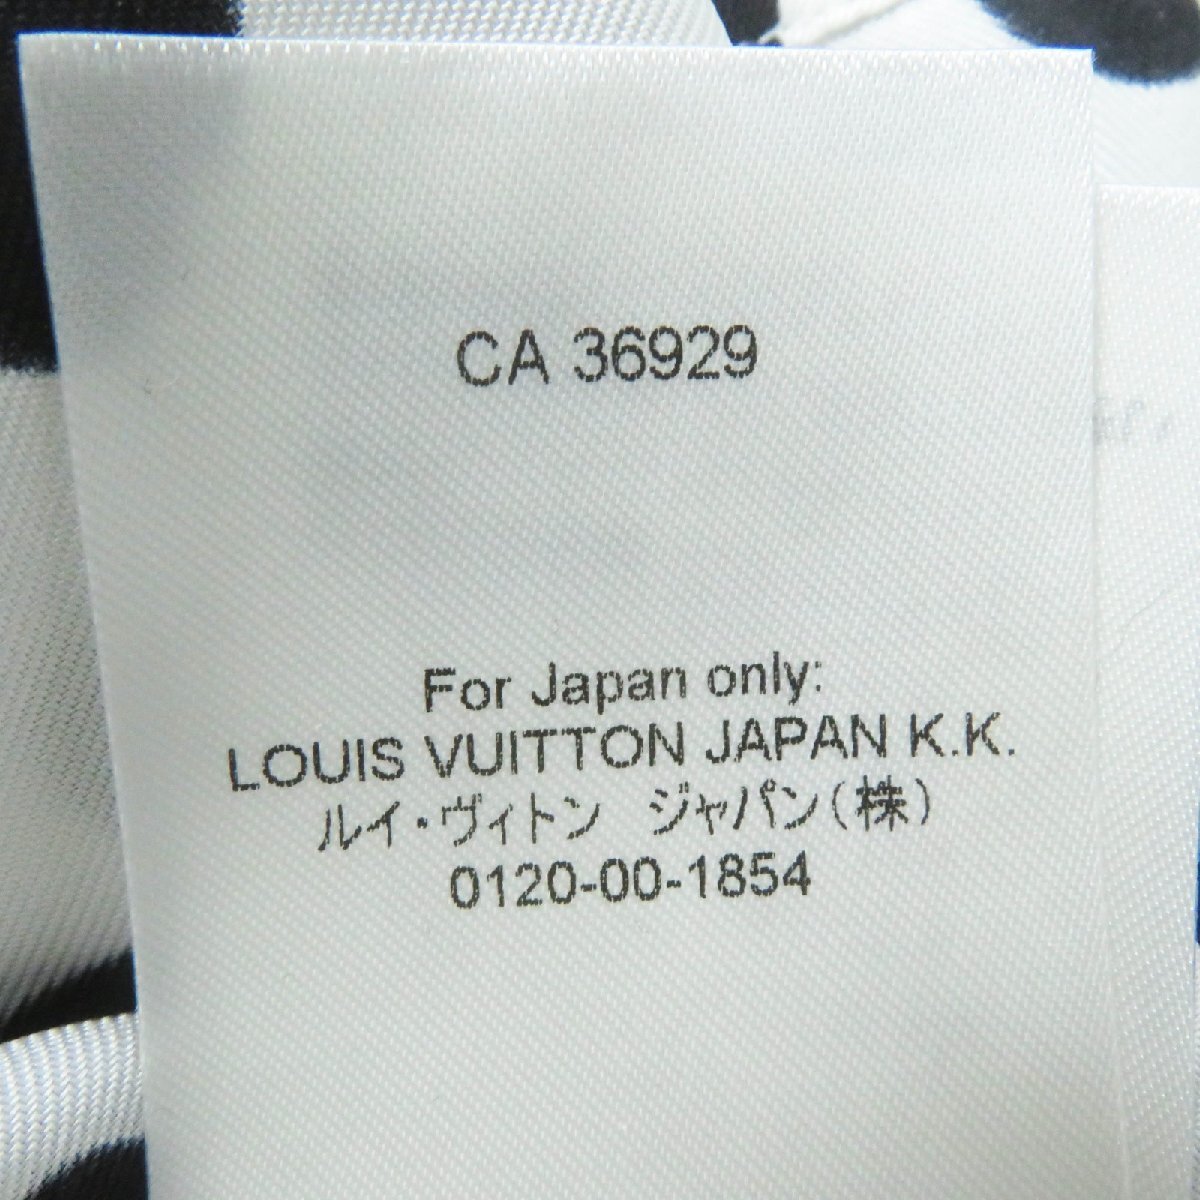 CA 36929
For Japan only:
LOUIS VUITTON JAPAN K.K.
ルイ・ヴィトン ジャパン(株)
0120-00-1854